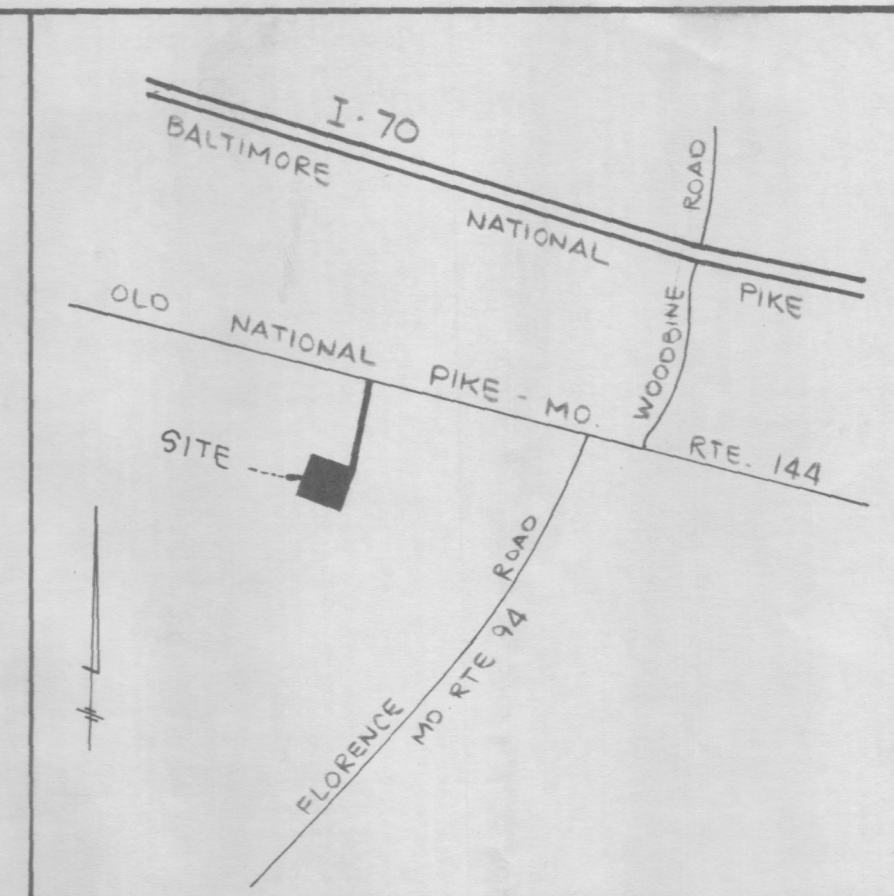 I-70
BALTIMORE NATIONAL PIKE
WOODBINE ROAD
OLD NATIONAL PIKE - MD. RTE. 144
SITE
FLORENCE ROAD
MD. RTE 94